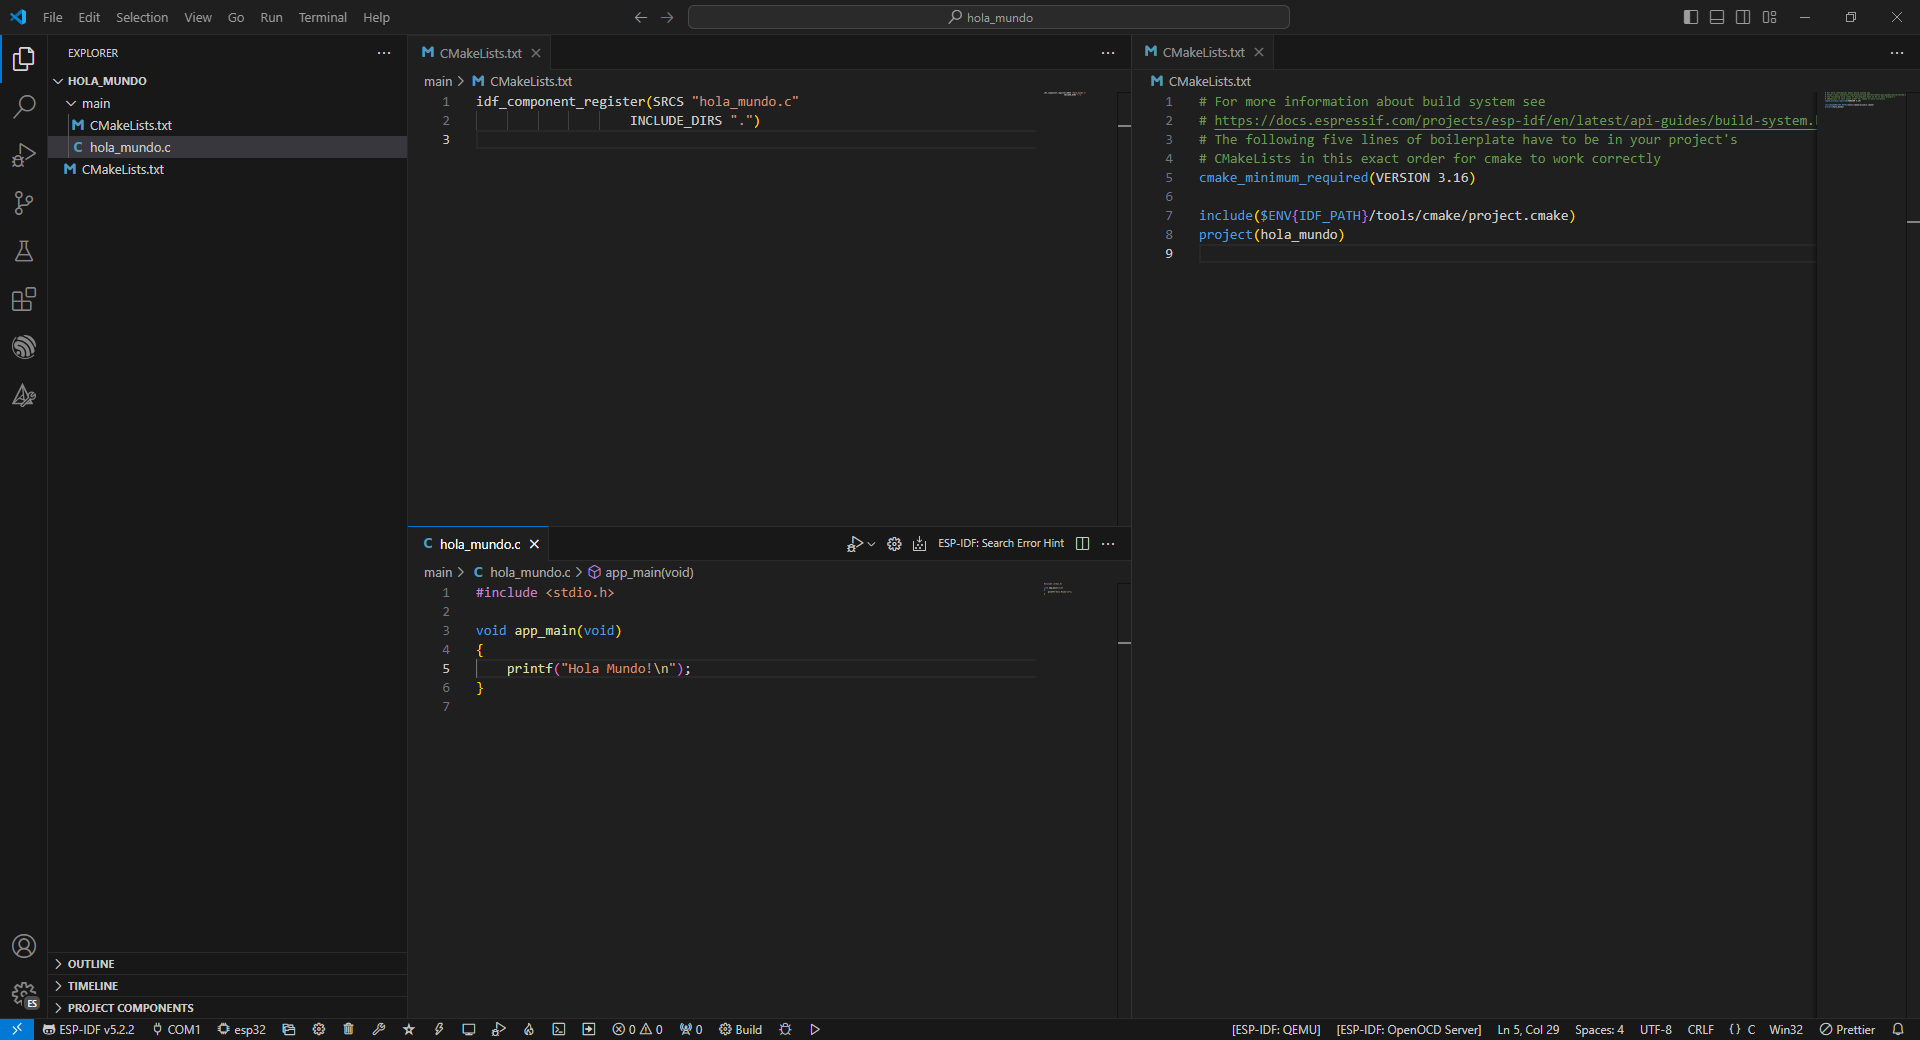 File Edit Selection View Go Run Terminal Help
hola_mundo
EXPLORER
HOLA_MUNDO
main
CMakeLists.txt
hola_mundo.c
CMakeLists.txt
OUTLINE
TIMELINE
PROJECT COMPONENTS
CMakeLists.txt
main > CMakeLists.txt
1 idf_component_register(SRCS "hola_mundo.c"
2 INCLUDE_DIRS ".")
3
hola_mundo.c
ESP-IDF: Search Error Hint
main > hola_mundo.c > app_main(void)
1 #include <stdio.h>
2
3 void app_main(void)
4 {
5 printf("Hola Mundo!\n");
6 }
7
CMakeLists.txt
CMakeLists.txt
1 # For more information about build system see
2 # https://docs.espressif.com/projects/esp-idf/en/latest/api-guides/build-system.
3 # The following five lines of boilerplate have to be in your project's
4 # CMakeLists in this exact order for cmake to work correctly
5 cmake_minimum_required(VERSION 3.16)
6
7 include($ENV{IDF_PATH}/tools/cmake/project.cmake)
8 project(hola_mundo)
9
ES
ESP-IDF v5.2.2 COM1 esp32 0 0 0 Build [ESP-IDF: QEMU] [ESP-IDF: OpenOCD Server] Ln 5, Col 29 Spaces: 4 UTF-8 CRLF {} C Win32 Prettier